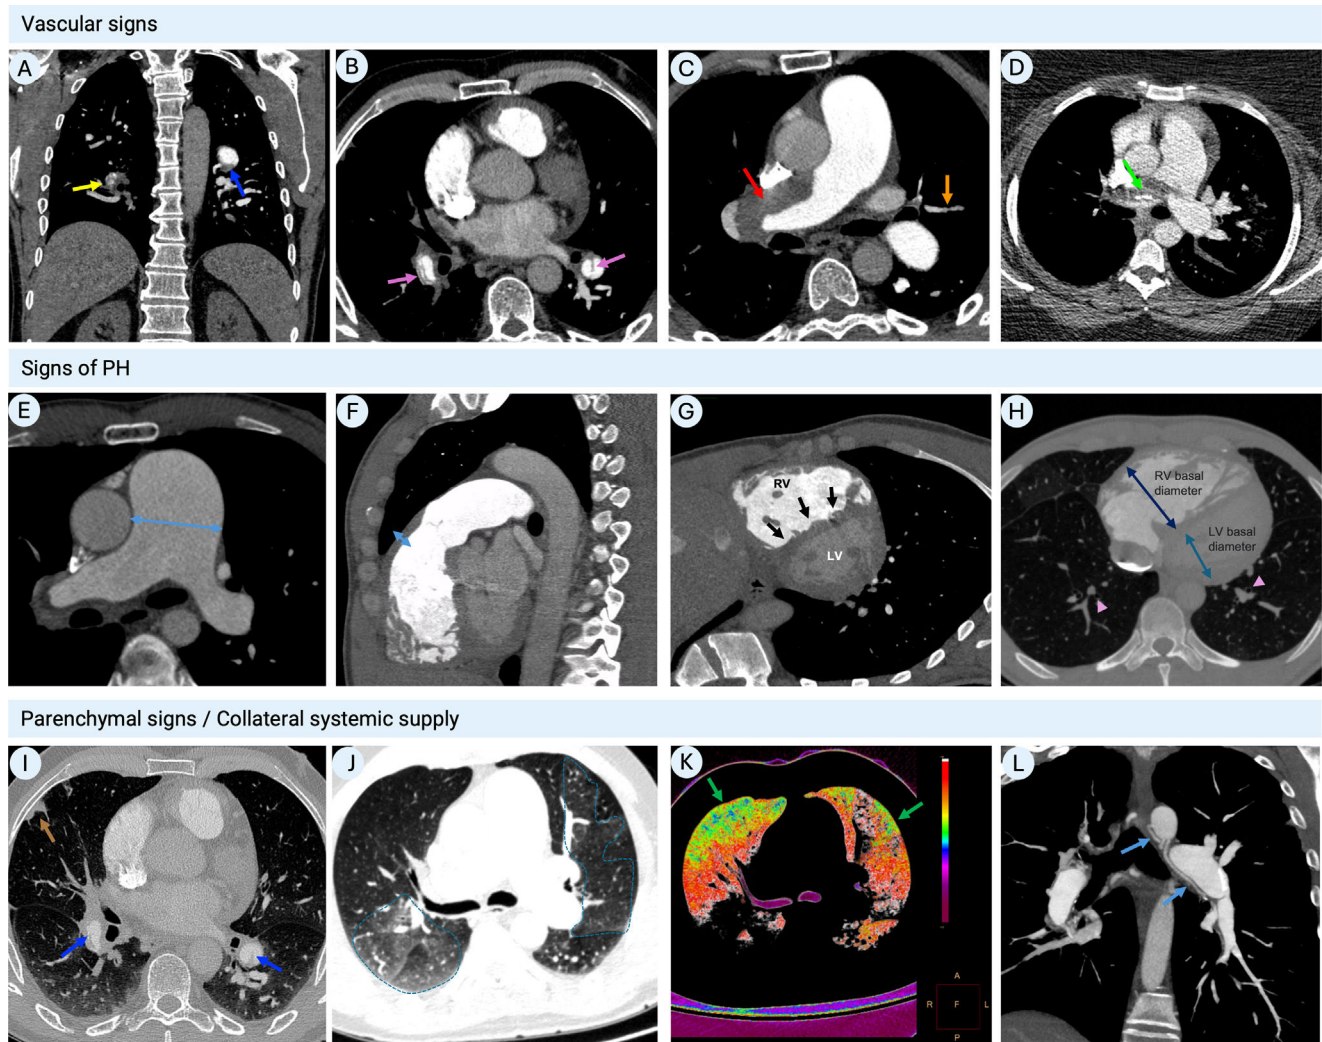 Vascular signs
A
B
C
D
Signs of PH
E
F
G
H
RV
LV
RV basal
diameter
LV basal
diameter
Parenchymal signs / Collateral systemic supply
I
J
K
L
A
R
F
L
P